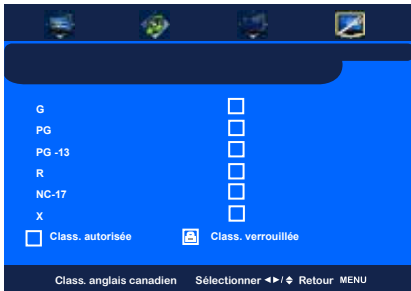 G
PG
PG -13
R
NC-17
X
Class. autorisée Class. verrouillée
Class. anglais canadien Sélectionner ◄►/ ♦ Retour MENU